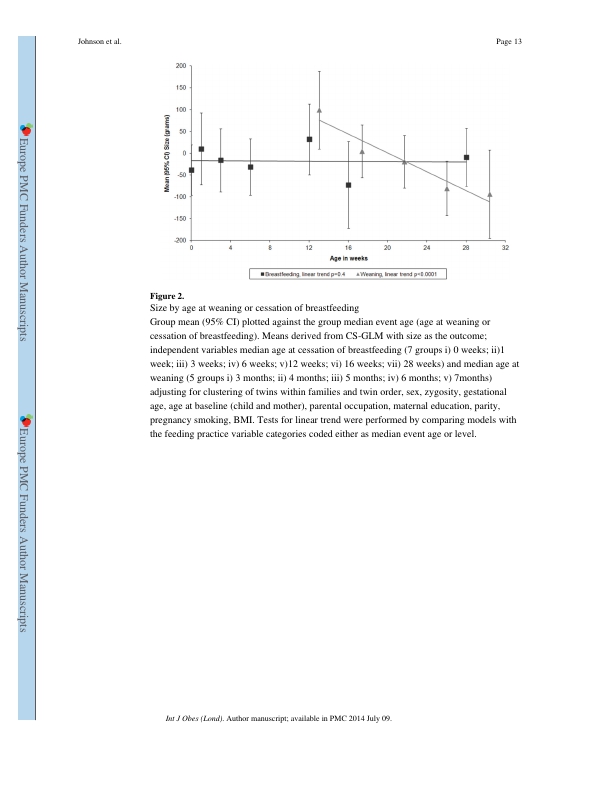 Johnson et al.
Page 13
Europe PMC Funders Author Manuscripts
Europe PMC Funders Author Manuscripts
200
150
100
50
0
-50
-100
-150
-200
Mean (95% CI) Size (grams)
0 4 8 12 16 20 24 28 32
Age in weeks
Breastfeeding, linear trend p=0.4 Weaning, linear trend p=0.0001
Figure 2.
Size by age at weaning or cessation of breastfeeding
Group mean (95% CI) plotted against the group median event age (age at weaning or
cessation of breastfeeding). Means derived from CS-GLM with size as the outcome;
independent variables median age at cessation of breastfeeding (7 groups i) 0 weeks; ii)1
week; iii) 3 weeks; iv) 6 weeks; v)12 weeks; vi) 16 weeks; vii) 28 weeks) and median age at
weaning (5 groups i) 3 months; ii) 4 months; iii) 5 months; iv) 6 months; v) 7months)
adjusting for clustering of twins within families and twin order, sex, zygosity, gestational
age, age at baseline (child and mother), parental occupation, maternal education, parity,
pregnancy smoking, BMI. Tests for linear trend were performed by comparing models with
the feeding practice variable categories coded either as median event age or level.
Int J Obes (Lond). Author manuscript; available in PMC 2014 July 09.